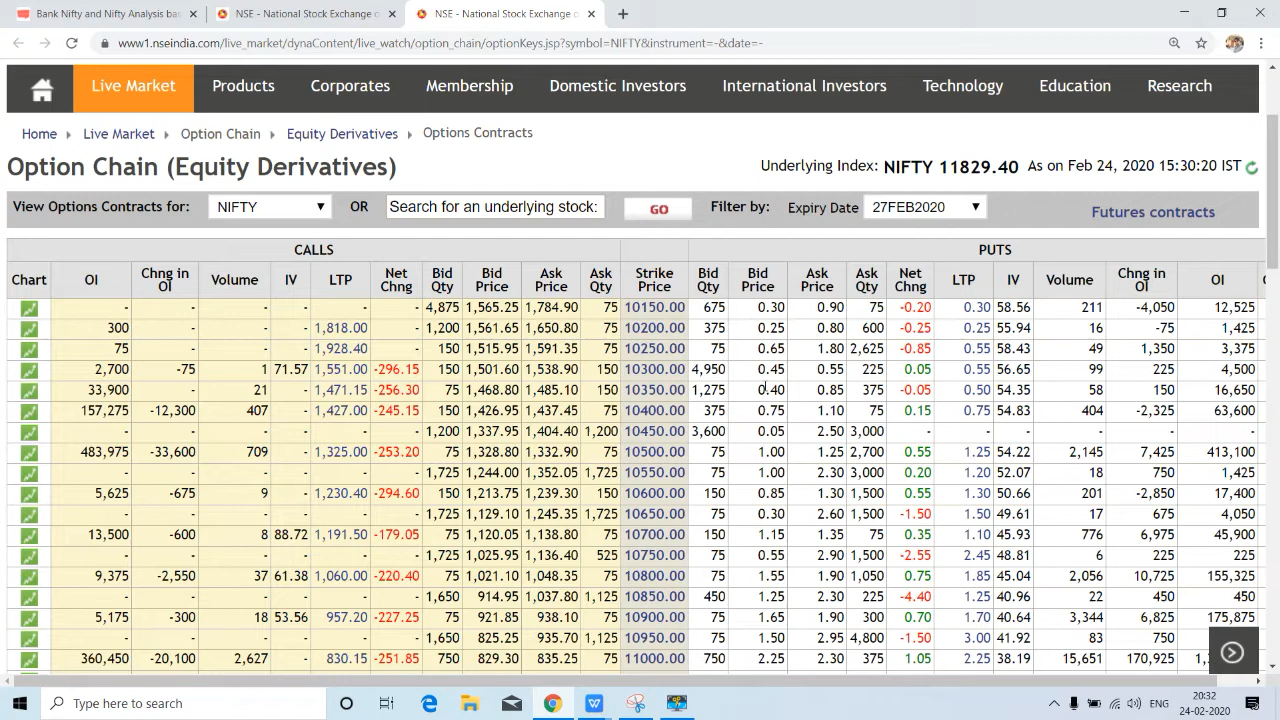 Bank Nifty and Nifty Analysis bas × NSE - National Stock Exchange o × NSE - National Stock Exchange o × +
www1.nseindia.com/live_market/dynaContent/live_watch/option_chain/optionKeys.jsp?symbol=NIFTY&instrument=-&date=-
Live Market Products Corporates Membership Domestic Investors International Investors Technology Education Research
Home Live Market Option Chain Equity Derivatives Options Contracts
Option Chain (Equity Derivatives) Underlying Index: NIFTY 11829.40 As on Feb 24, 2020 15:30:20 IST
View Options Contracts for: NIFTY OR Search for an underlying stock: GO Filter by: Expiry Date 27FEB2020 Futures contracts
CALLS PUTS
Chart OI Chng in OI Volume IV LTP Net Chng Bid Qty Bid Price Ask Price Ask Qty Strike Price Bid Qty Bid Price Ask Price Ask Qty Net Chng LTP IV Volume Chng in OI OI
- - - - - - 4,875 1,565.25 1,784.90 75 10150.00 675 0.30 0.90 75 -0.20 0.30 58.56 211 -4,050 12,525
300 - - - 1,818.00 - 1,200 1,561.65 1,650.80 75 10200.00 375 0.25 0.80 600 -0.25 0.25 55.94 16 -75 1,425
75 - - - 1,928.40 - 150 1,515.95 1,591.35 75 10250.00 75 0.65 1.80 2,625 -0.85 0.55 58.43 49 1,350 3,375
2,700 -75 1 71.57 1,551.00 -296.15 150 1,501.60 1,538.90 150 10300.00 4,950 0.45 0.55 225 0.05 0.55 56.65 99 225 4,500
33,900 - 21 - 1,471.15 -256.30 75 1,468.80 1,485.10 150 10350.00 1,275 0.40 0.85 375 -0.05 0.50 54.35 58 150 16,650
157,275 -12,300 407 - 1,427.00 -245.15 150 1,426.95 1,437.45 150 10400.00 375 0.75 1.10 75 0.15 0.75 54.83 404 -2,325 63,600
- - - - - - 1,200 1,337.95 1,404.40 1,200 10450.00 3,600 0.05 2.50 3,000 - - - - - -
483,975 -33,600 709 - 1,325.00 -253.20 150 1,328.80 1,332.90 150 10500.00 75 1.00 1.25 2,700 0.55 1.25 54.22 2,145 7,425 413,100
- - - - - - 1,725 1,244.00 1,352.05 1,725 10550.00 75 1.00 2.30 3,000 0.20 1.20 52.07 18 750 1,425
5,625 -675 9 - 1,230.40 -294.60 150 1,213.75 1,239.30 150 10600.00 150 0.85 1.30 1,500 0.55 1.30 50.66 201 -2,850 17,400
- - - - - - 1,725 1,129.10 1,245.35 1,725 10650.00 75 0.30 2.60 1,500 -1.50 1.50 49.61 17 675 4,050
13,500 -600 8 88.72 1,191.50 -179.05 75 1,120.05 1,138.80 75 10700.00 75 1.15 1.35 75 0.35 1.10 45.93 776 6,975 45,900
- - - - - - 1,725 1,025.95 1,136.40 525 10750.00 75 0.55 2.90 1,500 -2.55 2.45 48.81 6 225 225
9,375 -2,550 37 61.38 1,060.00 -220.40 75 1,021.10 1,048.35 75 10800.00 75 1.55 1.90 1,050 0.75 1.85 45.04 2,056 10,725 155,325
- - - - - - 1,650 914.95 1,037.80 1,125 10850.00 450 1.25 2.30 225 -4.40 1.25 40.96 22 450 450
5,175 -300 18 53.56 957.20 -227.25 75 921.85 938.10 75 10900.00 75 1.65 1.90 300 0.70 1.70 40.64 3,344 6,825 175,875
- - - - - - 1,650 825.25 935.70 1,125 10950.00 75 1.50 2.95 4,800 -1.50 3.00 41.92 83 750
360,450 -20,100 2,627 - 830.15 -251.85 750 829.30 835.25 75 11000.00 750 2.25 2.30 375 1.05 2.25 38.19 15,651 170,925
Type here to search ENG 20:32
24-02-2020